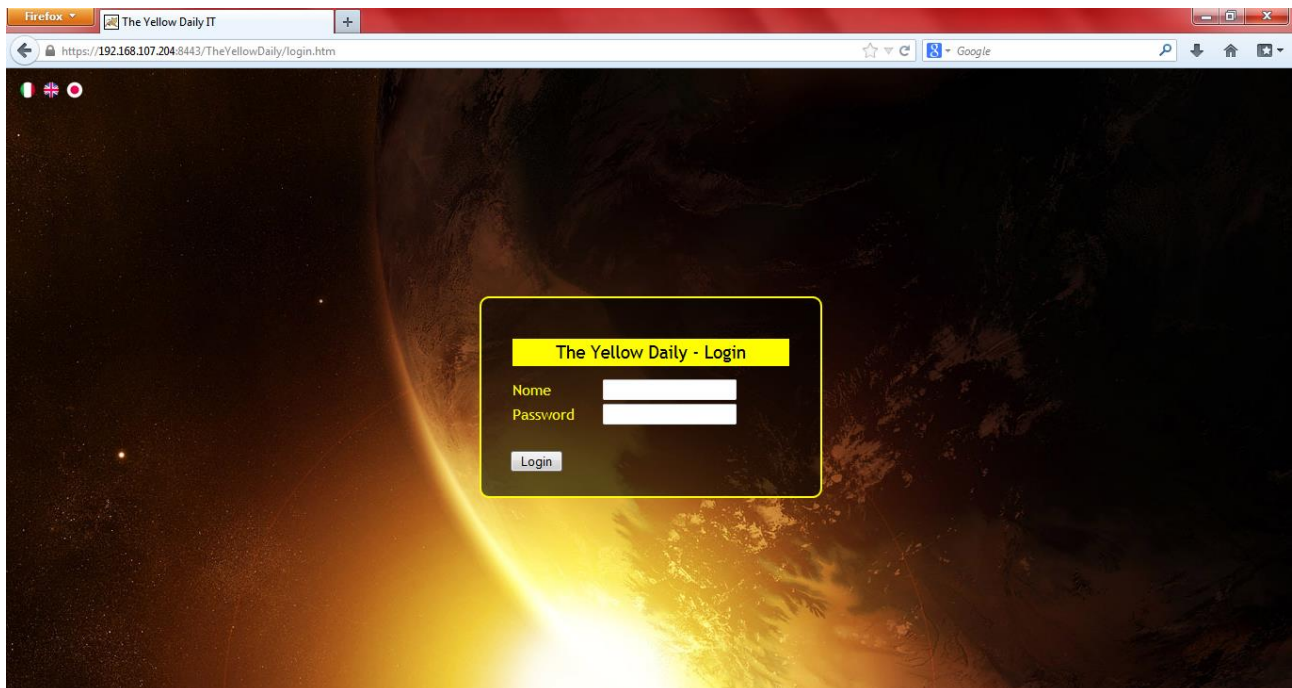 Firefox
The Yellow Daily IT
https://192.168.107.204:8443/TheYellowDaily/login.htm
Google
The Yellow Daily - Login
Nome
Password
Login